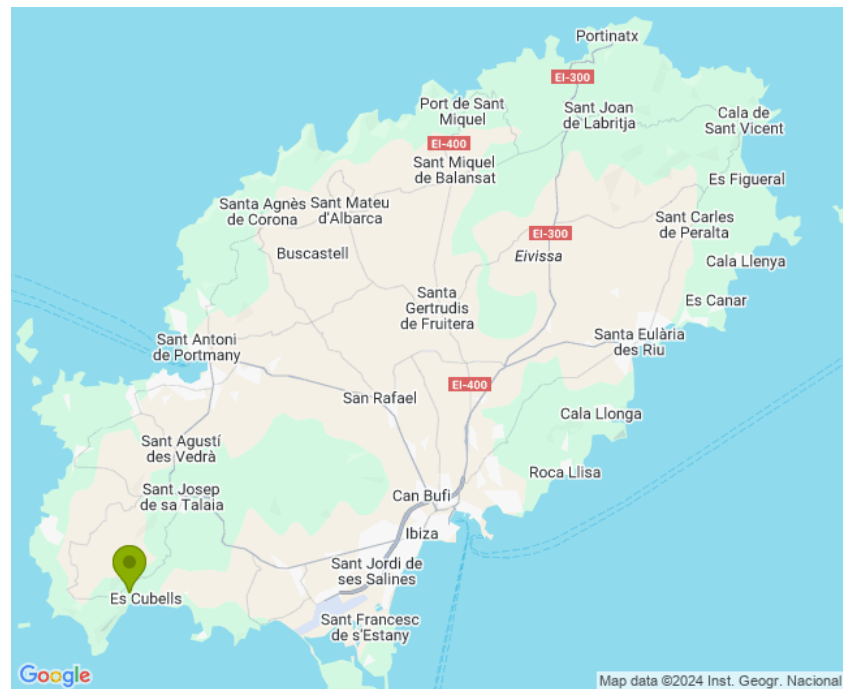 Portinatx
EI-300
Port de Sant
Miquel
Sant Joan
de Labritja
Cala de
Sant Vicent
EI-400
Sant Miquel
de Balansat
Es Figueral
Santa Agnès
de Corona
Sant Mateu
d'Albarca
Sant Carles
de Peralta
EI-300
Buscastell
Eivissa
Cala Llenya
Santa
Gertrudis
de Fruitera
Es Canar
Sant Antoni
de Portmany
Santa Eulària
des Riu
EI-400
San Rafael
Cala Llonga
Sant Agustí
des Vedrà
Roca Llisa
Sant Josep
de sa Talaia
Can Bufi
Ibiza
Sant Jordi de
ses Salines
Es Cubells
Sant Francesc
de s'Estany
Google
Map data ©2024 Inst. Geogr. Nacional